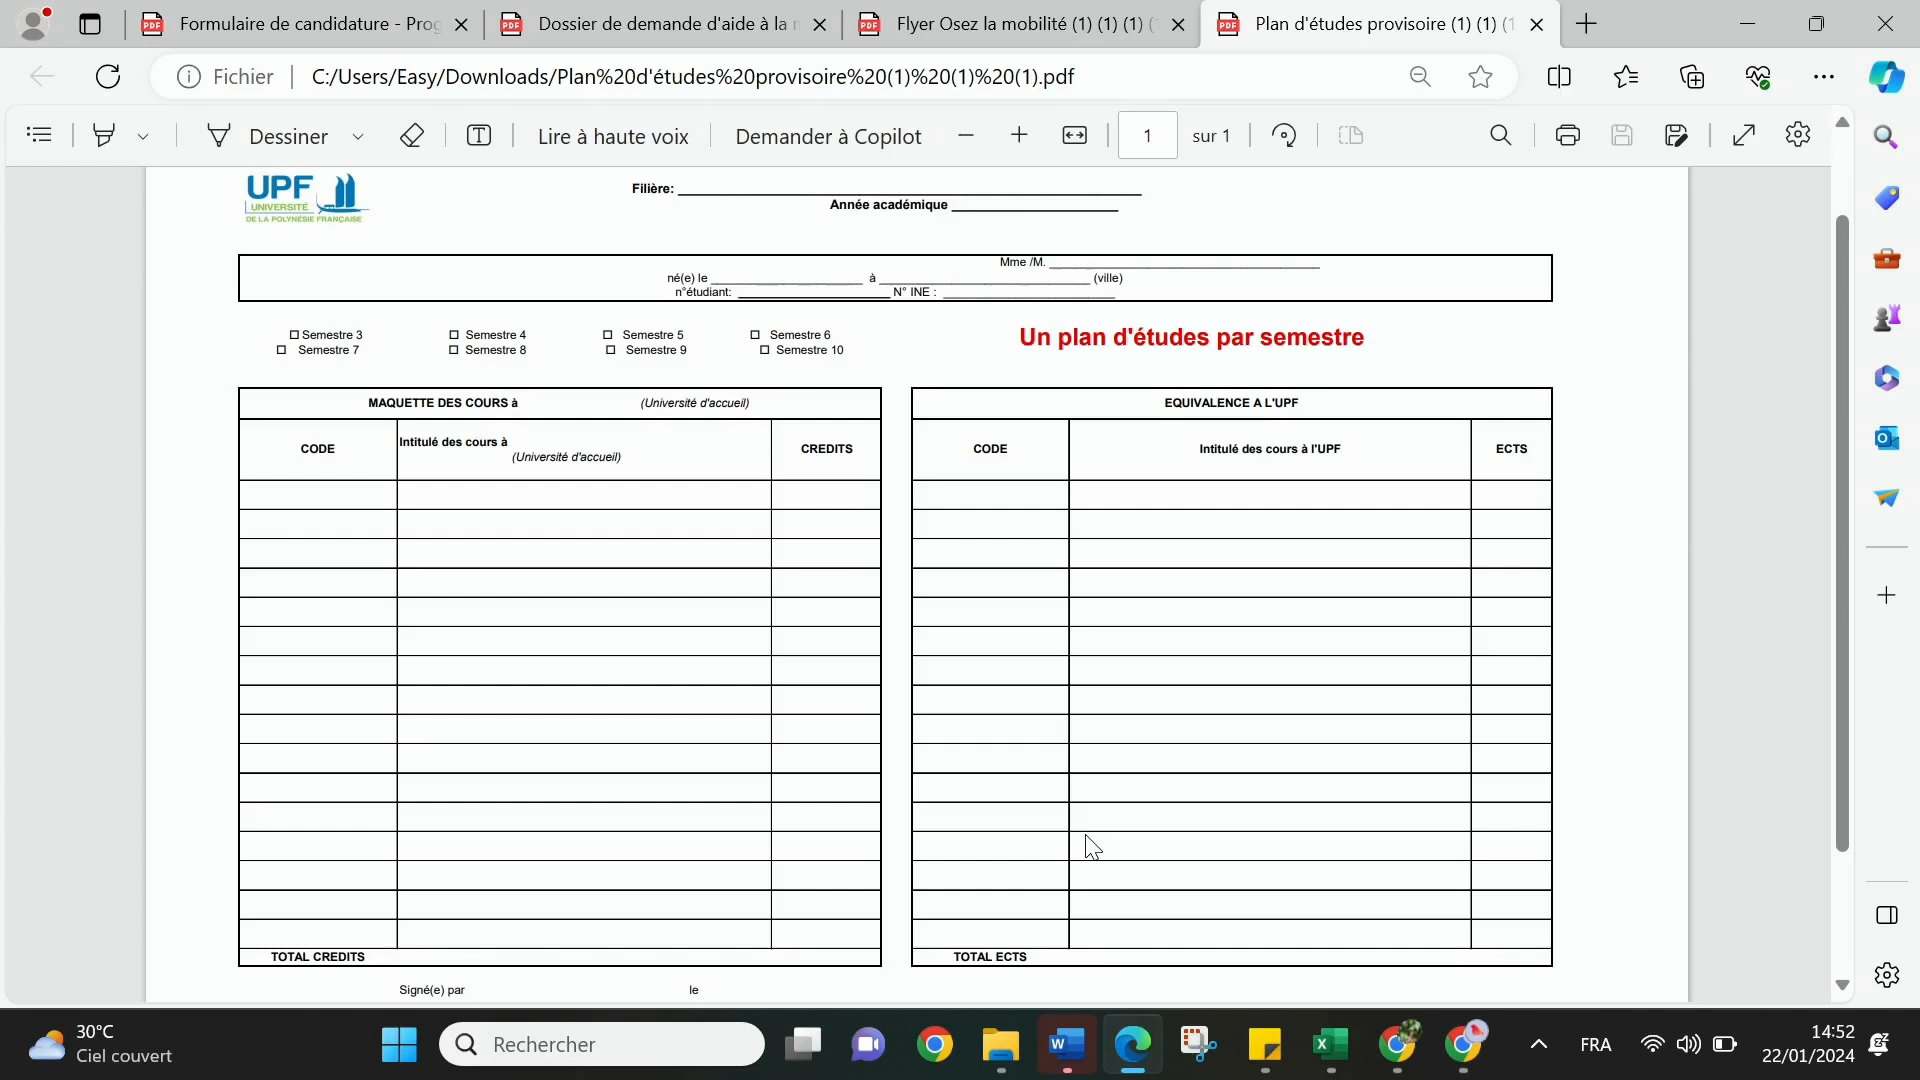 Formulaire de candidature - Prog
Dossier de demande d'aide à la
Flyer Osez la mobilité (1) (1) (1) (
Plan d'études provisoire (1) (1) (1
Fichier
C:/Users/Easy/Downloads/Plan%20d'études%20provisoire%20(1)%20(1)%20(1).pdf
Dessiner
Lire à haute voix
Demander à Copilot
1
sur 1
UPF
UNIVERSITÉ
DE LA POLYNÉSIE FRANÇAISE
Filière:
Année académique
Mme /M.
né(e) le
à
(ville)
n°étudiant:
N° INE :
Semestre 3
Semestre 4
Semestre 5
Semestre 6
Semestre 7
Semestre 8
Semestre 9
Semestre 10
Un plan d'études par semestre
MAQUETTE DES COURS à
(Université d'accueil)
CODE
Intitulé des cours à
(Université d'accueil)
CREDITS
TOTAL CREDITS
EQUIVALENCE A L'UPF
CODE
Intitulé des cours à l'UPF
ECTS
TOTAL ECTS
Signé(e) par
le
30°C
Ciel couvert
Rechercher
FRA
14:52
22/01/2024